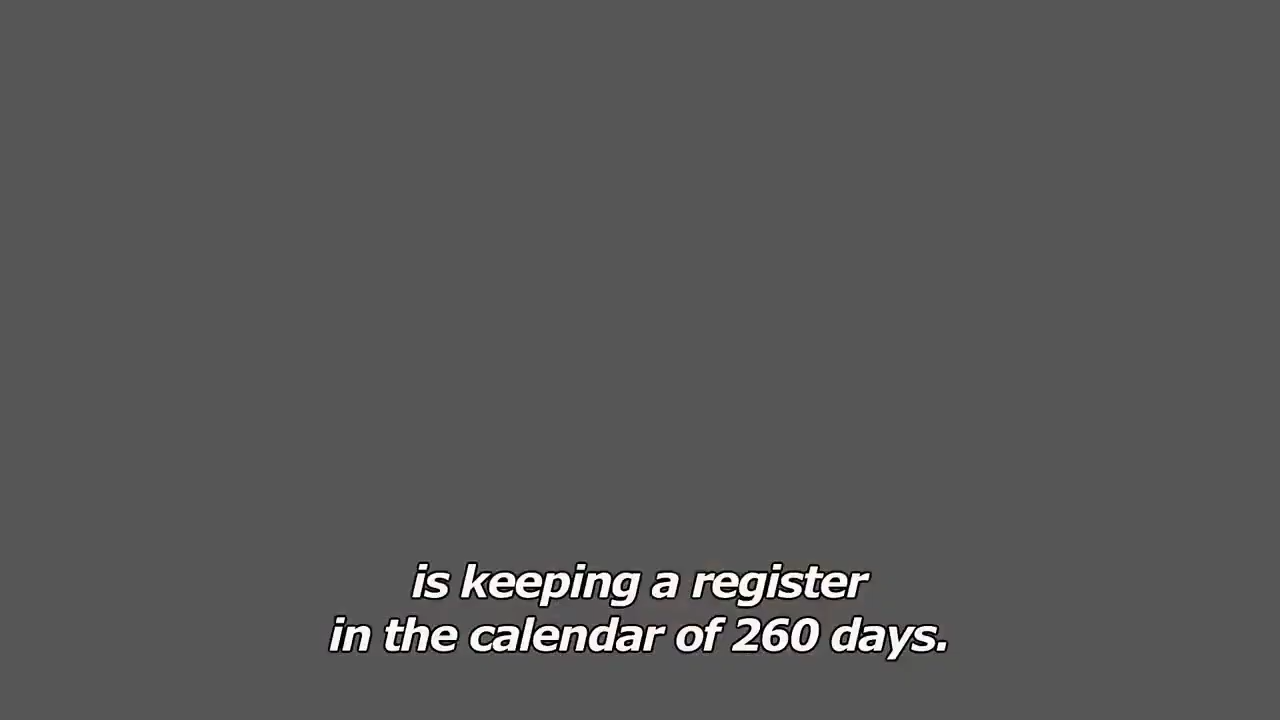 is keeping a register
in the calendar of 260 days.